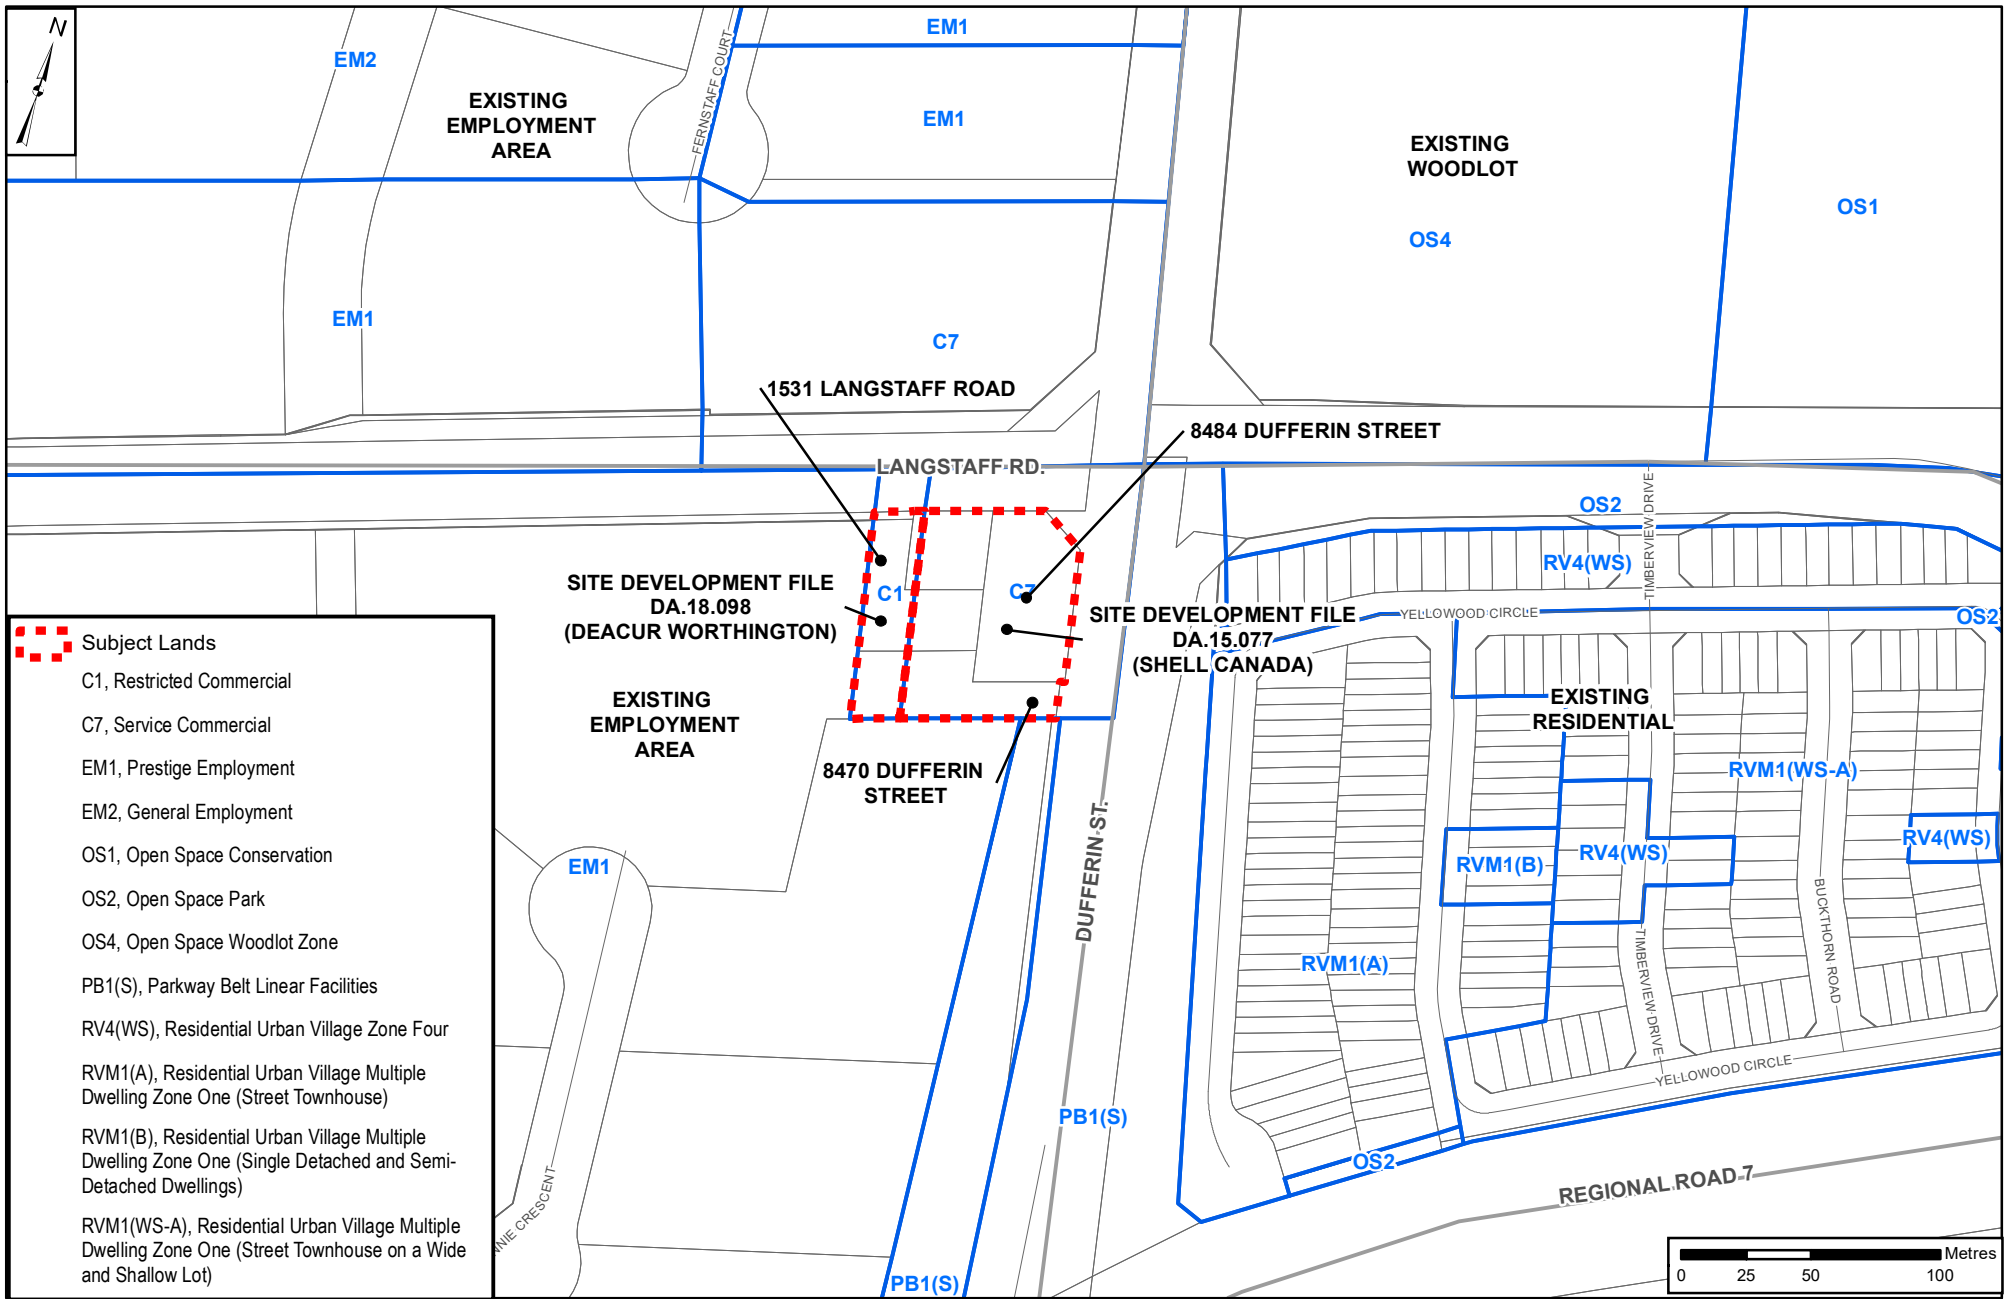 N
EM2
EXISTING
EMPLOYMENT
AREA
FERNSTAFF COURT
EM1
EM1
EXISTING
WOODLOT
OS1
OS4
EM1
C7
1531 LANGSTAFF ROAD
8484 DUFFERIN STREET
LANGSTAFF RD.
OS2
TIMBERVIEW DRIVE
RV4(WS)
SITE DEVELOPMENT FILE
DA.18.098
(DEACUR WORTHINGTON)
C1
C7
SITE DEVELOPMENT FILE
DA.15.077
(SHELL CANADA)
YELLOWOOD CIRCLE
OS2
EXISTING
EMPLOYMENT
AREA
EXISTING
RESIDENTIAL
8470 DUFFERIN
STREET
RVM1(WS-A)
DUFFERIN ST.
EM1
RVM1(B)
RV4(WS)
RV4(WS)
BUCKTHORN ROAD
TIMBERVIEW DRIVE
RVM1(A)
YELLOWOOD CIRCLE
PB1(S)
OS2
REGIONAL ROAD 7
NNIE CRESCENT
PB1(S)
Subject Lands
C1, Restricted Commercial
C7, Service Commercial
EM1, Prestige Employment
EM2, General Employment
OS1, Open Space Conservation
OS2, Open Space Park
OS4, Open Space Woodlot Zone
PB1(S), Parkway Belt Linear Facilities
RV4(WS), Residential Urban Village Zone Four
RVM1(A), Residential Urban Village Multiple
Dwelling Zone One (Street Townhouse)
RVM1(B), Residential Urban Village Multiple
Dwelling Zone One (Single Detached and Semi-
Detached Dwellings)
RVM1(WS-A), Residential Urban Village Multiple
Dwelling Zone One (Street Townhouse on a Wide
and Shallow Lot)
Metres
0 25 50 100